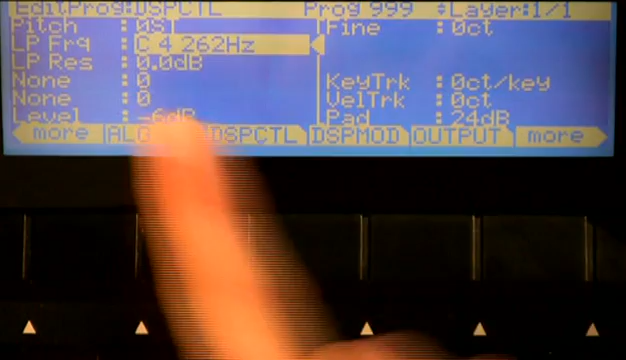 EditProg:DSPCTL Prog 999 Layer:1/1
Pitch :0ST Fine :0ct
LP Frq :C 4 262Hz
LP Res :0.0dB
None :0 KeyTrk :0ct/key
None :0 VelTrk :0ct
Level :-6dB Pad :24dB
more DSPCTL DSPMOD OUTPUT more